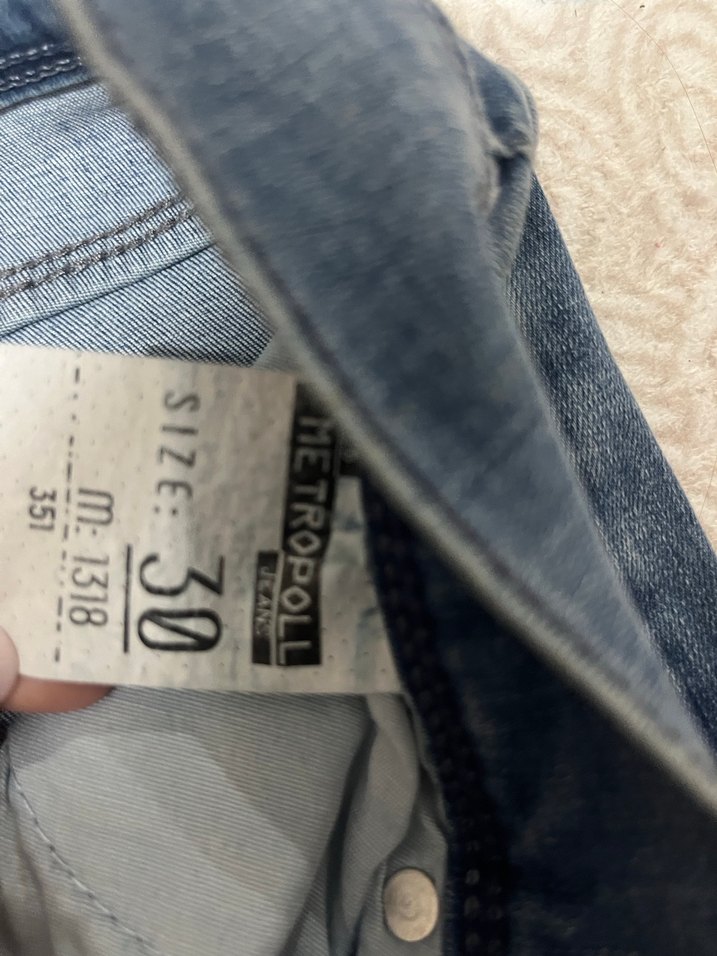 METROPOLL
JEANS
SIZE: 30
M: 1318
351